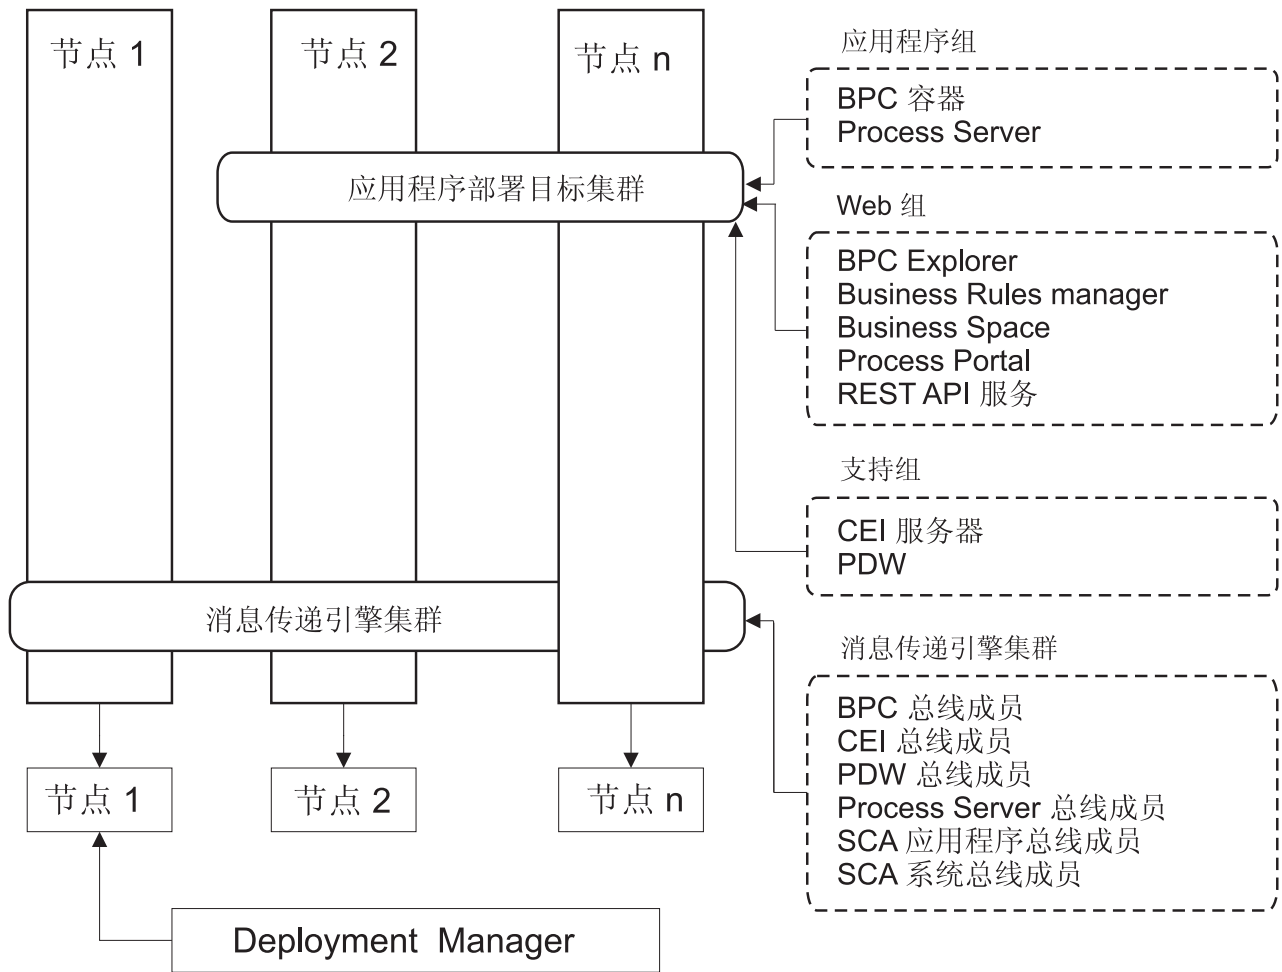 节点 1
节点 2
节点 n
应用程序组
BPC 容器
Process Server
应用程序部署目标集群
Web 组
BPC Explorer
Business Rules manager
Business Space
Process Portal
REST API 服务
支持组
CEI 服务器
PDW
消息传递引擎集群
消息传递引擎集群
BPC 总线成员
CEI 总线成员
PDW 总线成员
Process Server 总线成员
SCA 应用程序总线成员
SCA 系统总线成员
节点 1
节点 2
节点 n
Deployment Manager